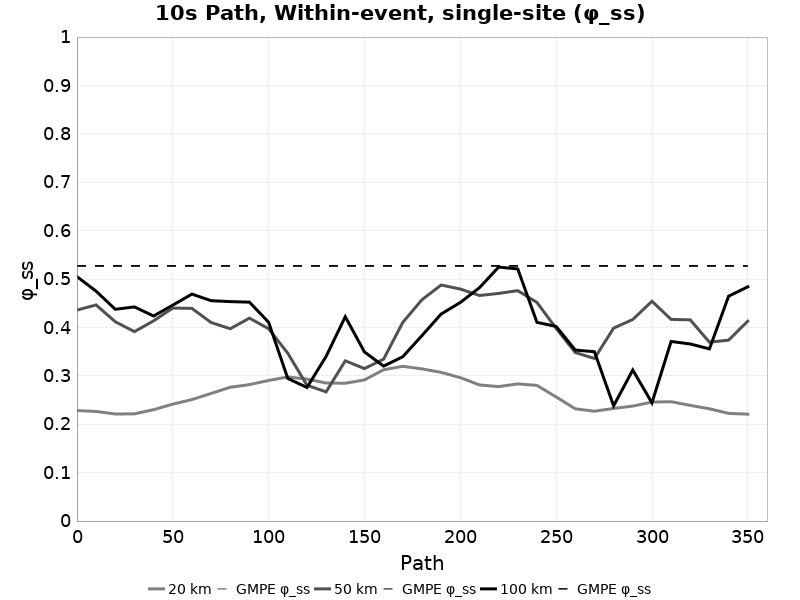 10s Path, Within-event, single-site (φ_ss)
1
0.9
0.8
0.7
0.6
0.5
0.4
0.3
0.2
0.1
0
φ_ss
0 50 100 150 200 250 300 350
Path
20 km GMPE φ_ss 50 km GMPE φ_ss 100 km GMPE φ_ss